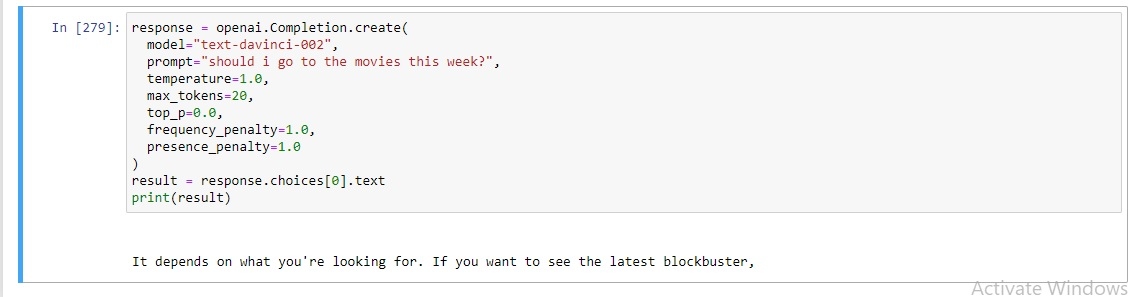 In [279]: response = openai.Completion.create(
model="text-davinci-002",
prompt="should i go to the movies this week?",
temperature=1.0,
max_tokens=20,
top_p=0.0,
frequency_penalty=1.0,
presence_penalty=1.0
)
result = response.choices[0].text
print(result)
It depends on what you're looking for. If you want to see the latest blockbuster,
Activate Windows